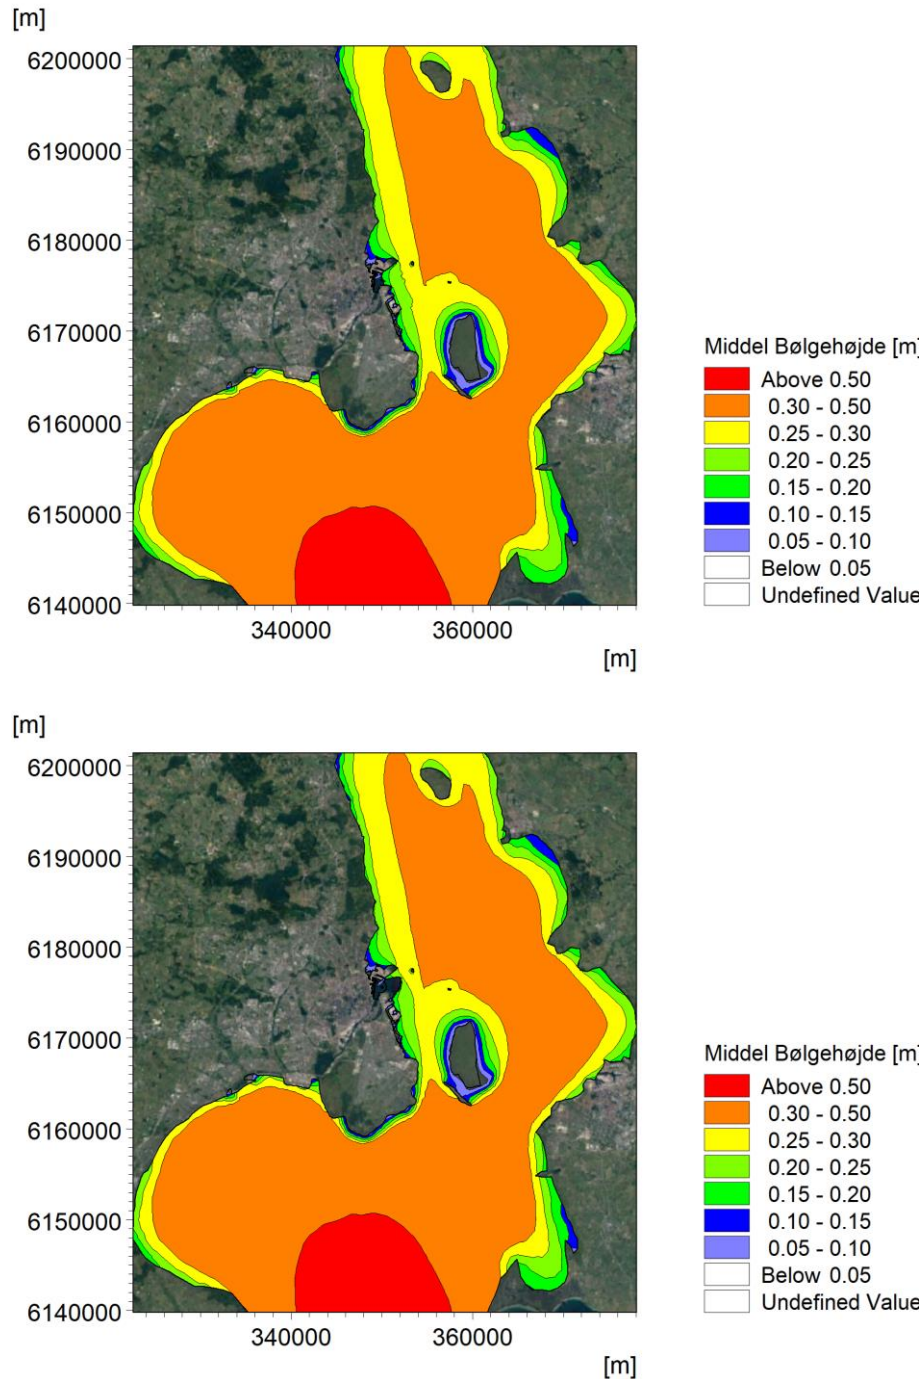 [m]
6200000
6190000
6180000
6170000
6160000
6150000
6140000
340000 360000
[m]
Middel Bølgehøjde [m]
Above 0.50
0.30 - 0.50
0.25 - 0.30
0.20 - 0.25
0.15 - 0.20
0.10 - 0.15
0.05 - 0.10
Below 0.05
Undefined Value
[m]
6200000
6190000
6180000
6170000
6160000
6150000
6140000
340000 360000
[m]
Middel Bølgehøjde [m]
Above 0.50
0.30 - 0.50
0.25 - 0.30
0.20 - 0.25
0.15 - 0.20
0.10 - 0.15
0.05 - 0.10
Below 0.05
Undefined Value